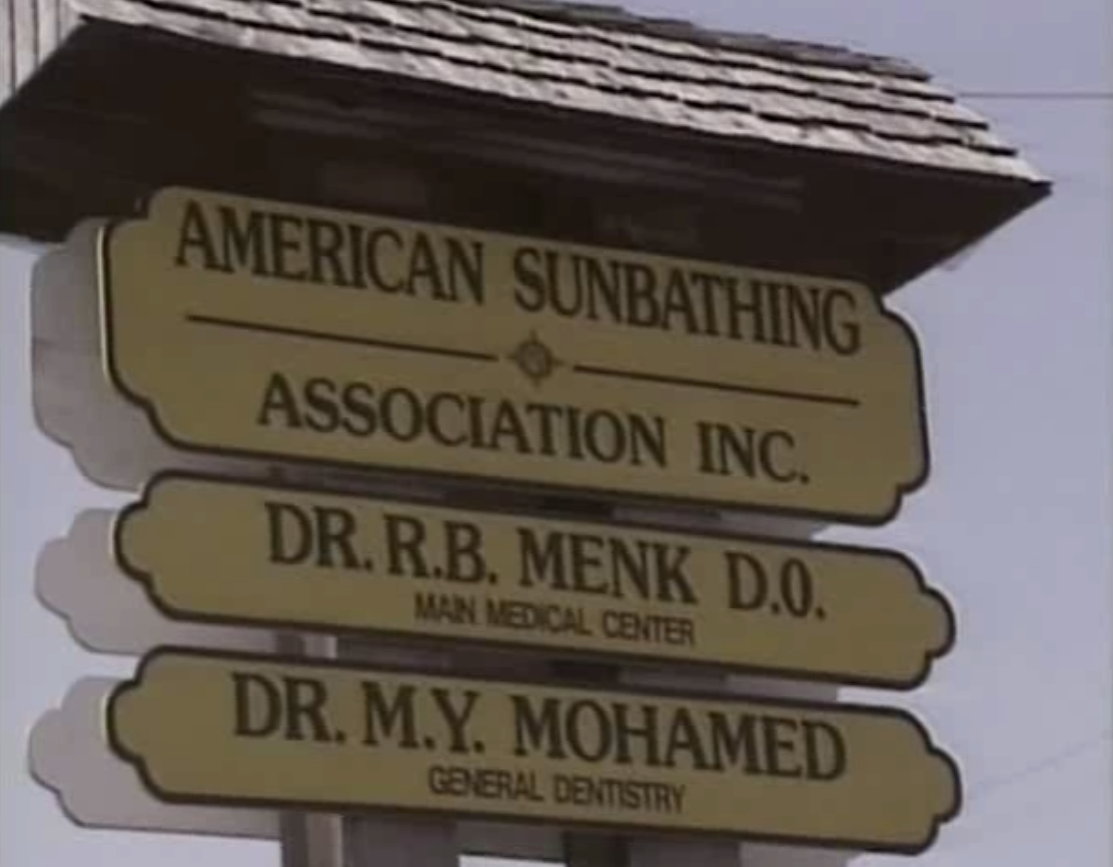 AMERICAN SUNBATHING
ASSOCIATION INC.
DR. R.B. MENK D.O.
MAIN MEDICAL CENTER
DR. M.Y. MOHAMED
GENERAL DENTISTRY